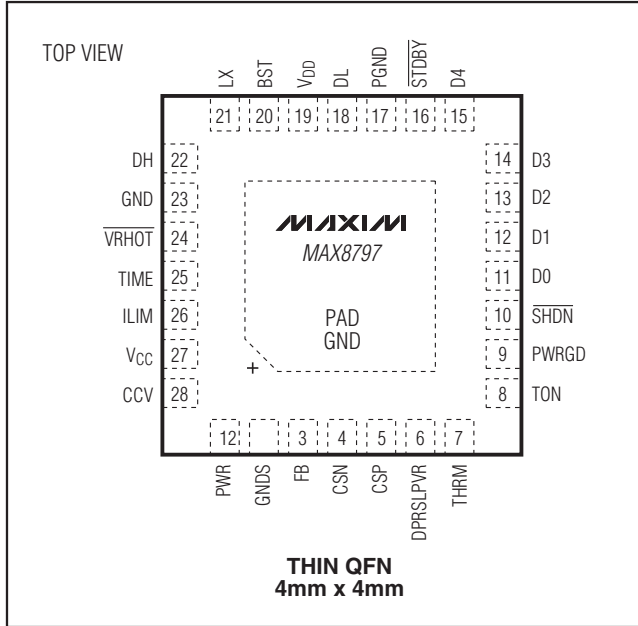 TOP VIEW
LX
BST
VDD
DL
PGND
STDBY
D4
21 20 19 18 17 16 15
DH 22
GND 23
VRHOT 24
TIME 25
ILIM 26
VCC 27
CCV 28
MAXIM
MAX8797
PAD
GND
+
14 D3
13 D2
12 D1
11 D0
10 SHDN
9 PWRGD
8 TON
12 3 4 5 6 7
PWR
GNDS
FB
CSN
CSP
DPRSLPVR
THRM
THIN QFN
4mm x 4mm